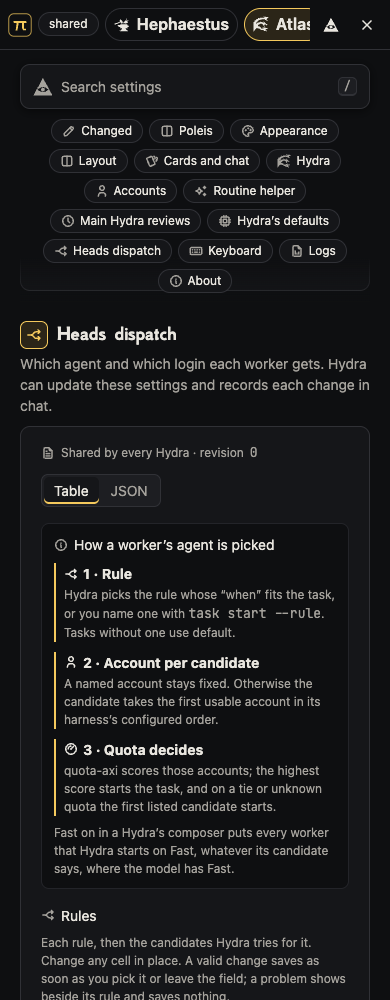 π shared Hephaestus Atlas
Search settings /
Changed Poleis Appearance
Layout Cards and chat Hydra
Accounts Routine helper
Main Hydra reviews Hydra's defaults
Heads dispatch Keyboard Logs
About
Heads dispatch
Which agent and which login each worker gets. Hydra
can update these settings and records each change in
chat.
Shared by every Hydra · revision 0
Table JSON
How a worker's agent is picked
1 · Rule
Hydra picks the rule whose “when” fits the task,
or you name one with task start --rule.
Tasks without one use default.
2 · Account per candidate
A named account stays fixed. Otherwise the
candidate takes the first usable account in its
harness's configured order.
3 · Quota decides
quota-axi scores those accounts; the highest
score starts the task, and on a tie or unknown
quota the first listed candidate starts.
Fast on in a Hydra's composer puts every worker
that Hydra starts on Fast, whatever its candidate
says, where the model has Fast.
Rules
Each rule, then the candidates Hydra tries for it.
Change any cell in place. A valid change saves as
soon as you pick it or leave the field; a problem shows
beside its rule and saves nothing.